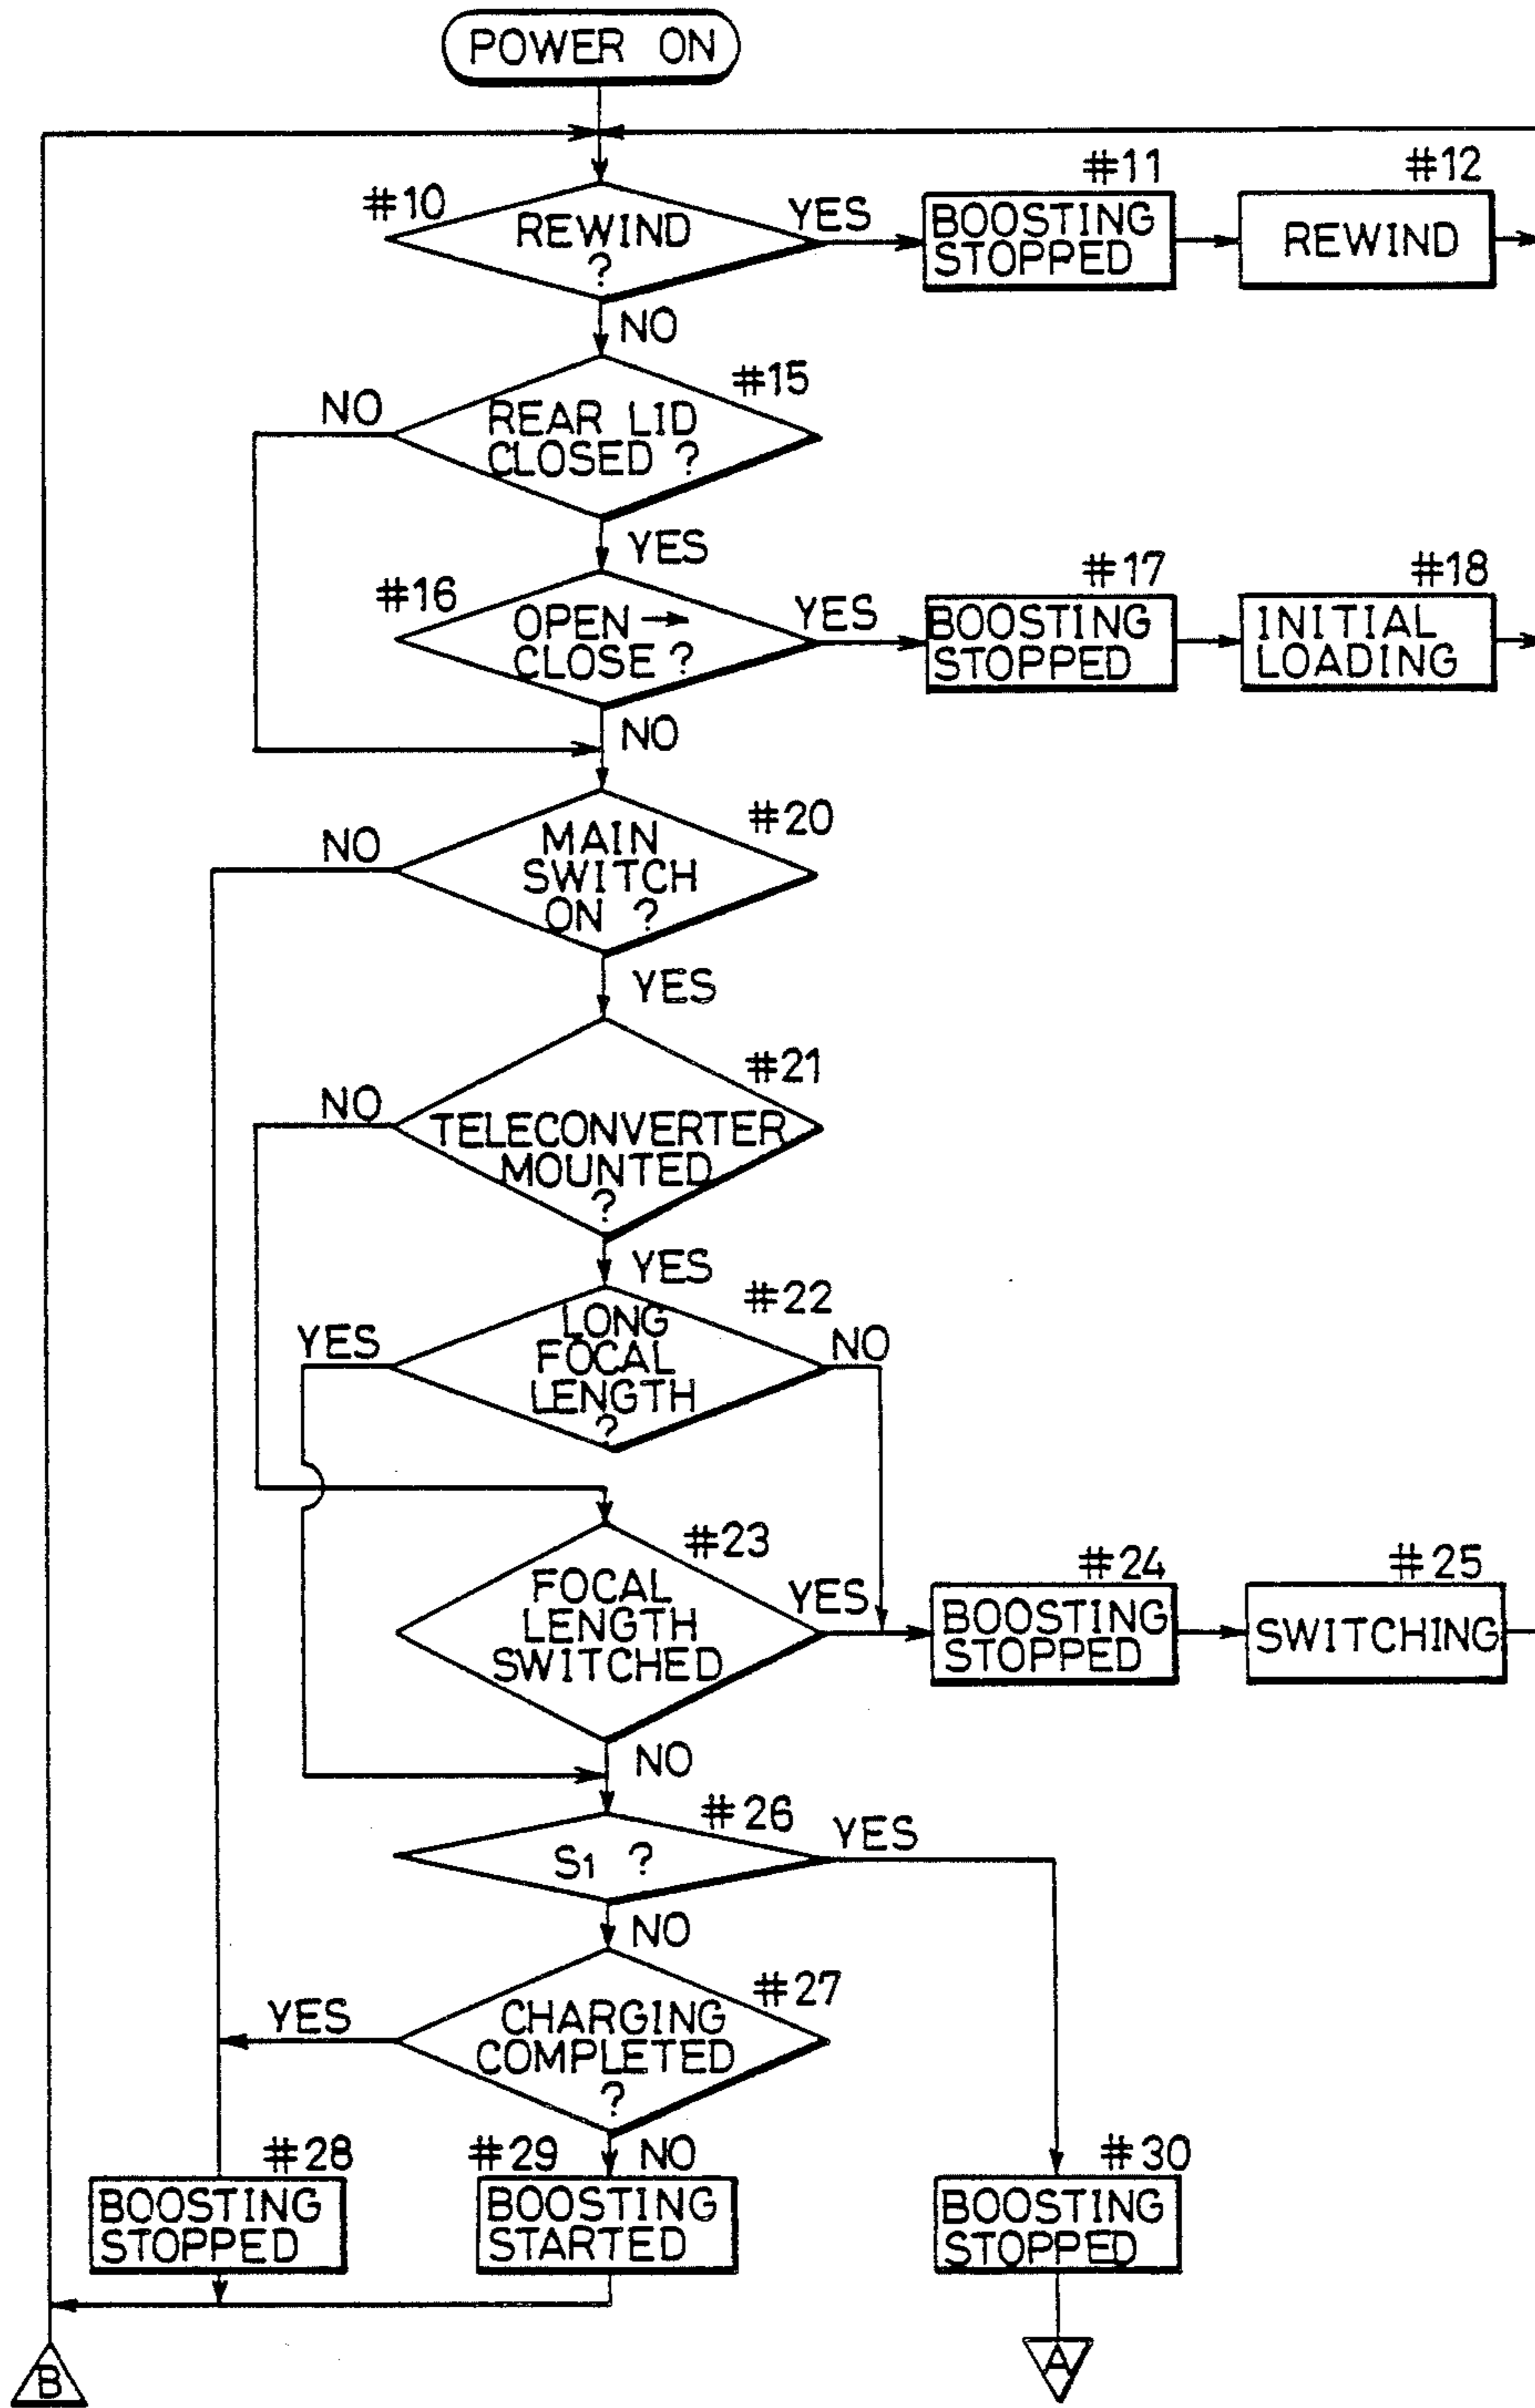 POWER ON
#10
REWIND
?
YES
#11
BOOSTING
STOPPED
#12
REWIND
NO
#15
REAR LID
CLOSED ?
NO
YES
#16
OPEN →
CLOSE ?
YES
#17
BOOSTING
STOPPED
#18
INITIAL
LOADING
NO
#20
MAIN
SWITCH
ON ?
NO
YES
#21
TELECONVERTER
MOUNTED
?
NO
YES
#22
LONG
FOCAL
LENGTH
?
YES
NO
#23
FOCAL
LENGTH
SWITCHED
YES
#24
BOOSTING
STOPPED
#25
SWITCHING
NO
#26
S1 ?
YES
NO
#27
CHARGING
COMPLETED
?
YES
NO
#28
BOOSTING
STOPPED
#29
BOOSTING
STARTED
#30
BOOSTING
STOPPED
B
A